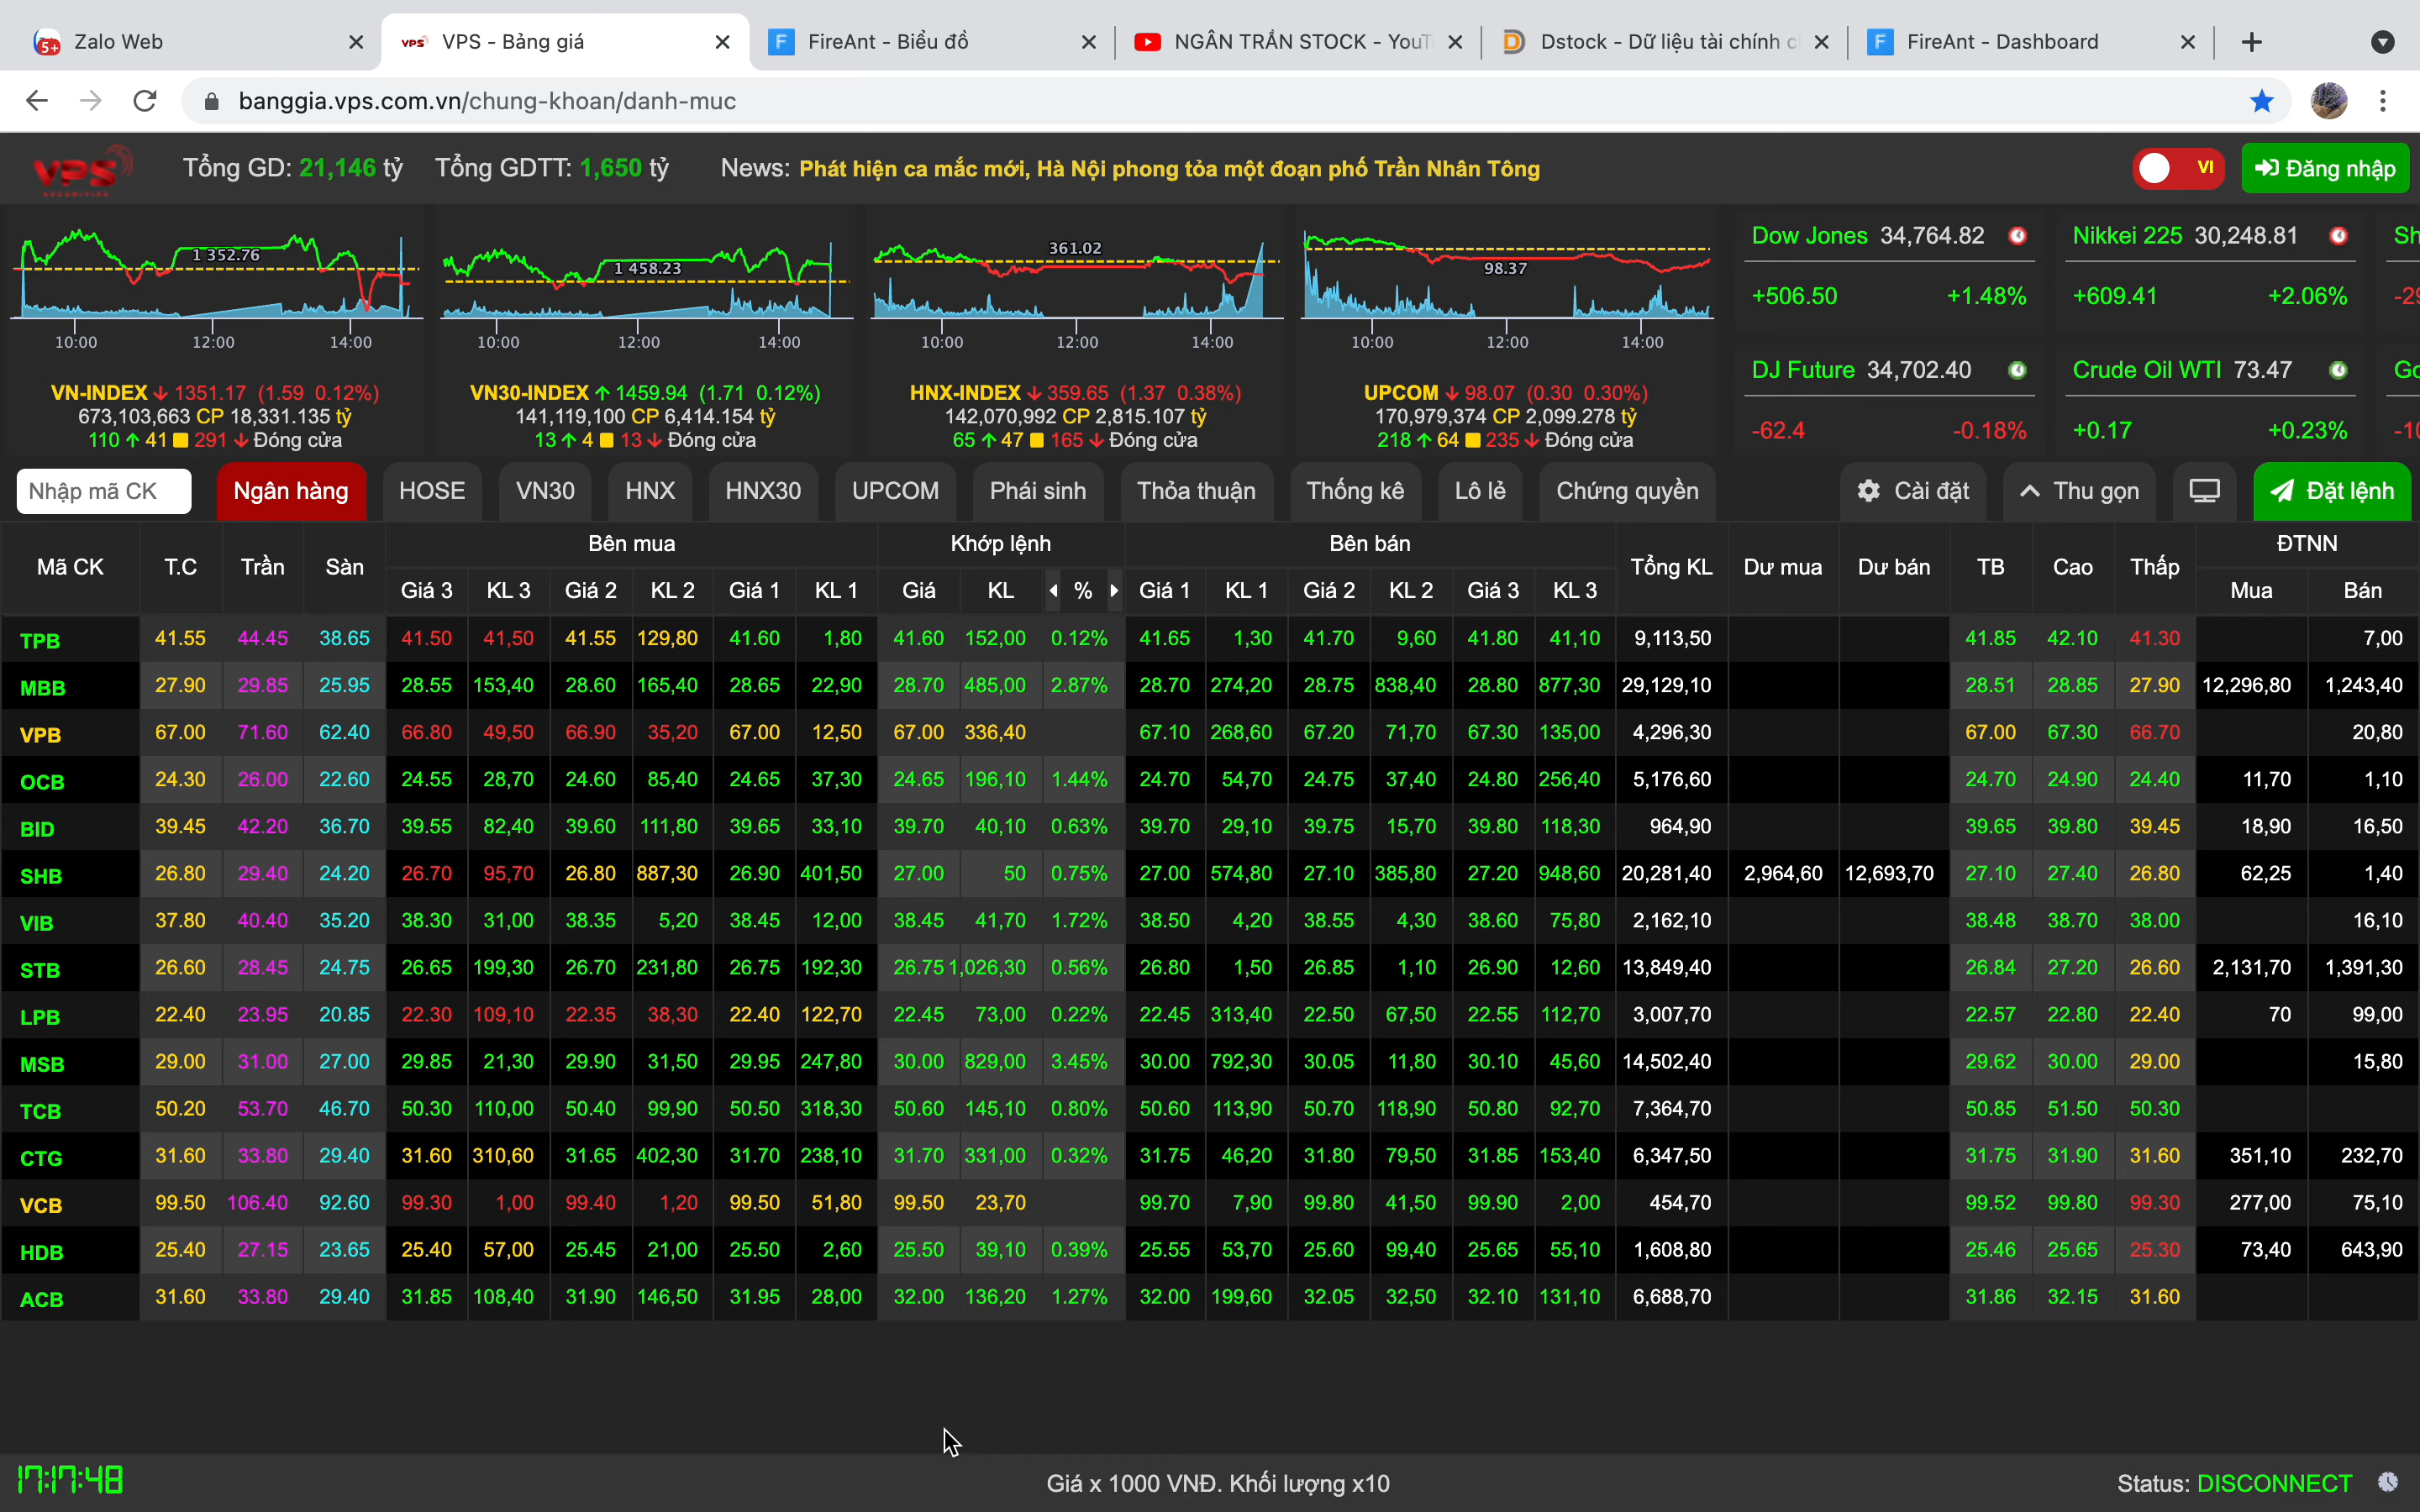 Zalo Web
VPS - Bảng giá
FireAnt - Biểu đồ
NGÂN TRẦN STOCK - YouT
Dstock - Dữ liệu tài chính c
FireAnt - Dashboard
banggia.vps.com.vn/chung-khoan/danh-muc
VPS Tổng GD: 21,146 tỷ Tổng GDTT: 1,650 tỷ News: Phát hiện ca mắc mới, Hà Nội phong tỏa một đoạn phố Trần Nhân Tông VI Đăng nhập
1 352.76
10:00 12:00 14:00
VN-INDEX 1351.17 (1.59 0.12%)
673,103,663 CP 18,331.135 tỷ
110 41 291 Đóng cửa
1 458.23
10:00 12:00 14:00
VN30-INDEX 1459.94 (1.71 0.12%)
141,119,100 CP 6,414.154 tỷ
13 4 13 Đóng cửa
361.02
10:00 12:00 14:00
HNX-INDEX 359.65 (1.37 0.38%)
142,070,992 CP 2,815.107 tỷ
65 47 165 Đóng cửa
98.37
10:00 12:00 14:00
UPCOM 98.07 (0.30 0.30%)
170,979,374 CP 2,099.278 tỷ
218 64 235 Đóng cửa
Dow Jones 34,764.82
+506.50 +1.48%
Nikkei 225 30,248.81
+609.41 +2.06%
Sh
-29
DJ Future 34,702.40
-62.4 -0.18%
Crude Oil WTI 73.47
+0.17 +0.23%
Go
-10
Nhập mã CK Ngân hàng HOSE VN30 HNX HNX30 UPCOM Phái sinh Thỏa thuận Thống kê Lô lẻ Chứng quyền Cài đặt Thu gọn Đặt lệnh
Mã CK T.C Trần Sàn Bên mua Khớp lệnh Bên bán Tổng KL Dư mua Dư bán TB Cao Thấp ĐTNN
Giá 3 KL 3 Giá 2 KL 2 Giá 1 KL 1 Giá KL % Giá 1 KL 1 Giá 2 KL 2 Giá 3 KL 3 Mua Bán
TPB 41.55 44.45 38.65 41.50 41,50 41.55 129,80 41.60 1,80 41.60 152,00 0.12% 41.65 1,30 41.70 9,60 41.80 41,10 9,113,50 41.85 42.10 41.30 7,00
MBB 27.90 29.85 25.95 28.55 153,40 28.60 165,40 28.65 22,90 28.70 485,00 2.87% 28.70 274,20 28.75 838,40 28.80 877,30 29,129,10 28.51 28.85 27.90 12,296,80 1,243,40
VPB 67.00 71.60 62.40 66.80 49,50 66.90 35,20 67.00 12,50 67.00 336,40 67.10 268,60 67.20 71,70 67.30 135,00 4,296,30 67.00 67.30 66.70 20,80
OCB 24.30 26.00 22.60 24.55 28,70 24.60 85,40 24.65 37,30 24.65 196,10 1.44% 24.70 54,70 24.75 37,40 24.80 256,40 5,176,60 24.70 24.90 24.40 11,70 1,10
BID 39.45 42.20 36.70 39.55 82,40 39.60 111,80 39.65 33,10 39.70 40,10 0.63% 39.70 29,10 39.75 15,70 39.80 118,30 964,90 39.65 39.80 39.45 18,90 16,50
SHB 26.80 29.40 24.20 26.70 95,70 26.80 887,30 26.90 401,50 27.00 50 0.75% 27.00 574,80 27.10 385,80 27.20 948,60 20,281,40 2,964,60 12,693,70 27.10 27.40 26.80 62,25 1,40
VIB 37.80 40.40 35.20 38.30 31,00 38.35 5,20 38.45 12,00 38.45 41,70 1.72% 38.50 4,20 38.55 4,30 38.60 75,80 2,162,10 38.48 38.70 38.00 16,10
STB 26.60 28.45 24.75 26.65 199,30 26.70 231,80 26.75 192,30 26.75 1,026,30 0.56% 26.80 1,50 26.85 1,10 26.90 12,60 13,849,40 26.84 27.20 26.60 2,131,70 1,391,30
LPB 22.40 23.95 20.85 22.30 109,10 22.35 38,30 22.40 122,70 22.45 73,00 0.22% 22.45 313,40 22.50 67,50 22.55 112,70 3,007,70 22.57 22.80 22.40 70 99,00
MSB 29.00 31.00 27.00 29.85 21,30 29.90 31,50 29.95 247,80 30.00 829,00 3.45% 30.00 792,30 30.05 11,80 30.10 45,60 14,502,40 29.62 30.00 29.00 15,80
TCB 50.20 53.70 46.70 50.30 110,00 50.40 99,90 50.50 318,30 50.60 145,10 0.80% 50.60 113,90 50.70 118,90 50.80 92,70 7,364,70 50.85 51.50 50.30
CTG 31.60 33.80 29.40 31.60 310,60 31.65 402,30 31.70 238,10 31.70 331,00 0.32% 31.75 46,20 31.80 79,50 31.85 153,40 6,347,50 31.75 31.90 31.60 351,10 232,70
VCB 99.50 106.40 92.60 99.30 1,00 99.40 1,20 99.50 51,80 99.50 23,70 99.70 7,90 99.80 41,50 99.90 2,00 454,70 99.52 99.80 99.30 277,00 75,10
HDB 25.40 27.15 23.65 25.40 57,00 25.45 21,00 25.50 2,60 25.50 39,10 0.39% 25.55 53,70 25.60 99,40 25.65 55,10 1,608,80 25.46 25.65 25.30 73,40 643,90
ACB 31.60 33.80 29.40 31.85 108,40 31.90 146,50 31.95 28,00 32.00 136,20 1.27% 32.00 199,60 32.05 32,50 32.10 131,10 6,688,70 31.86 32.15 31.60
17:17:48 Giá x 1000 VNĐ. Khối lượng x10 Status: DISCONNECT